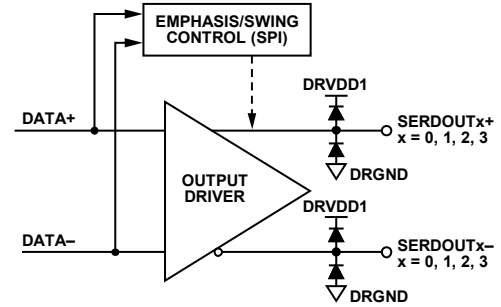 EMPHASIS/SWING
CONTROL (SPI)
DRVDD1
DATA+
SERDOUTx+
x = 0, 1, 2, 3
DRGND
OUTPUT
DRIVER
DRVDD1
DATA–
SERDOUTx–
x = 0, 1, 2, 3
DRGND